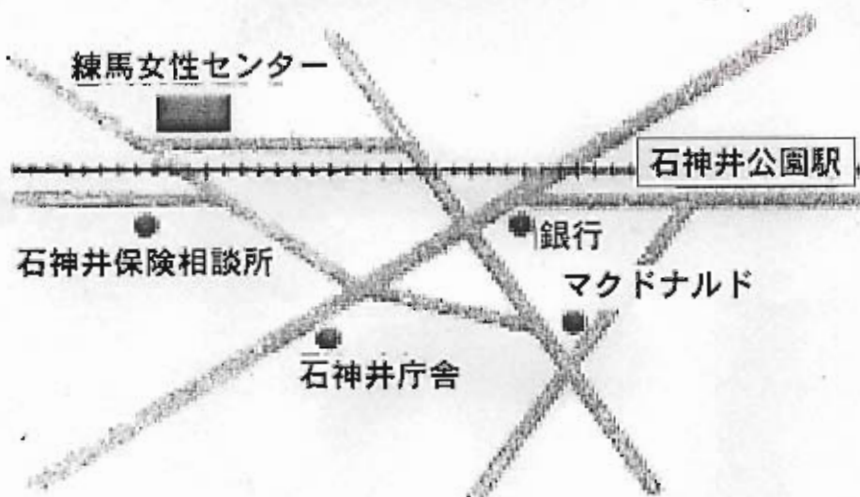 練馬女性センター
石神井公園駅
銀行
石神井保険相談所
マクドナルド
石神井庁舎